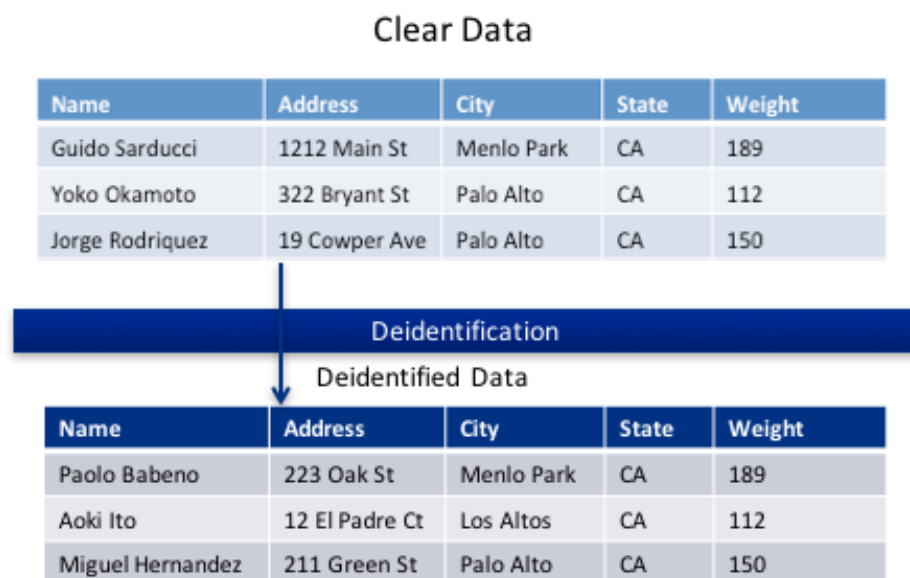 Clear Data
Name Address City State Weight
Guido Sarducci 1212 Main St Menlo Park CA 189
Yoko Okamoto 322 Bryant St Palo Alto CA 112
Jorge Rodriquez 19 Cowper Ave Palo Alto CA 150
Deidentification
Deidentified Data
Name Address City State Weight
Paolo Babeno 223 Oak St Menlo Park CA 189
Aoki Ito 12 El Padre Ct Los Altos CA 112
Miguel Hernandez 211 Green St Palo Alto CA 150